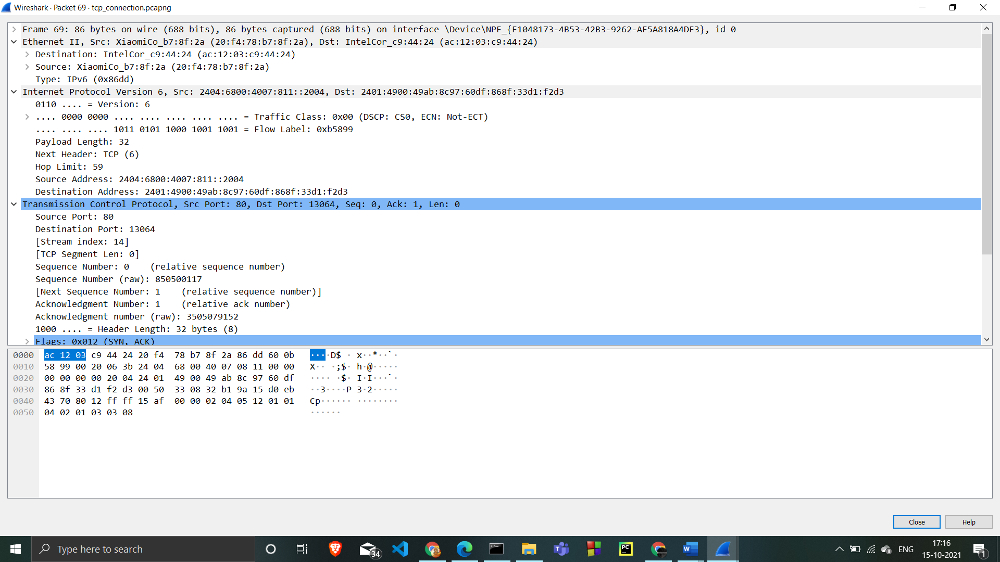 Wireshark · Packet 69 · tcp_connection.pcapng
Frame 69: 86 bytes on wire (688 bits), 86 bytes captured (688 bits) on interface \Device\NPF_{F1048173-4B53-42B3-9262-AF5A818A4DF3}, id 0
Ethernet II, Src: XiaomiCo_b7:8f:2a (20:f4:78:b7:8f:2a), Dst: IntelCor_c9:44:24 (ac:12:03:c9:44:24)
Destination: IntelCor_c9:44:24 (ac:12:03:c9:44:24)
Source: XiaomiCo_b7:8f:2a (20:f4:78:b7:8f:2a)
Type: IPv6 (0x86dd)
Internet Protocol Version 6, Src: 2404:6800:4007:811::2004, Dst: 2401:4900:49ab:8c97:60df:868f:33d1:f2d3
0110 .... = Version: 6
.... 0000 0000 .... .... .... .... .... = Traffic Class: 0x00 (DSCP: CS0, ECN: Not-ECT)
.... .... .... 1011 0101 1000 1001 1001 = Flow Label: 0xb5899
Payload Length: 32
Next Header: TCP (6)
Hop Limit: 59
Source Address: 2404:6800:4007:811::2004
Destination Address: 2401:4900:49ab:8c97:60df:868f:33d1:f2d3
Transmission Control Protocol, Src Port: 80, Dst Port: 13064, Seq: 0, Ack: 1, Len: 0
Source Port: 80
Destination Port: 13064
[Stream index: 14]
[TCP Segment Len: 0]
Sequence Number: 0    (relative sequence number)
Sequence Number (raw): 850500117
[Next Sequence Number: 1    (relative sequence number)]
Acknowledgment Number: 1    (relative ack number)
Acknowledgment number (raw): 3505079152
1000 .... = Header Length: 32 bytes (8)
Flags: 0x012 (SYN, ACK)
0000  ac 12 03 c9 44 24 20 f4  78 b7 8f 2a 86 dd 60 0b   ····D$ · x··*··`·
0010  58 99 00 20 06 3b 24 04  68 00 40 07 08 11 00 00   X·· ·;$· h·@·····
0020  00 00 00 00 20 04 24 01  49 00 49 ab 8c 97 60 df   ···· ·$· I·I···`·
0030  86 8f 33 d1 f2 d3 00 50  33 08 32 b1 9a 15 d0 eb   ··3····P 3·2·····
0040  43 70 80 12 ff ff 15 af  00 00 02 04 05 12 01 01   Cp······ ········
0050  04 02 01 03 03 08   ······
Close Help
Type here to search
34
PC
W
ENG
17:16
15-10-2021
1